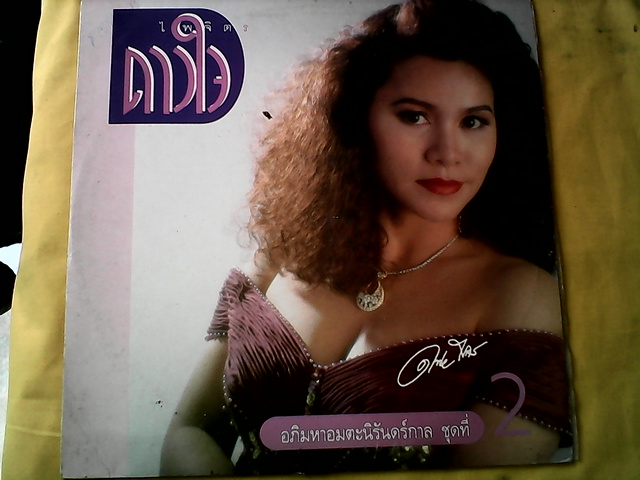 ดาวใจ
ไพจิตร
อภิมหาอมตะนิรันดร์กาล ชุดที่
2